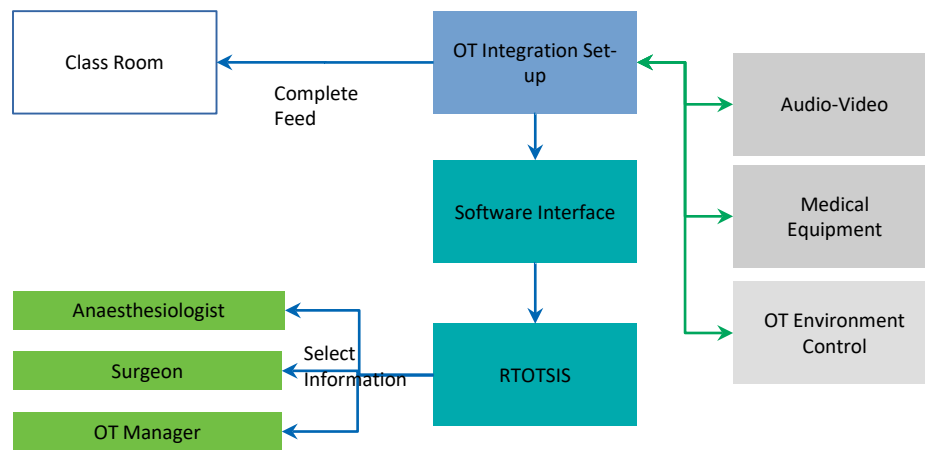 Class Room
OT Integration Set-
up
Complete
Feed
Audio-Video
Software Interface
Medical
Equipment
Anaesthesiologist
OT Environment
Control
Select
Information
Surgeon
RTOTSIS
OT Manager